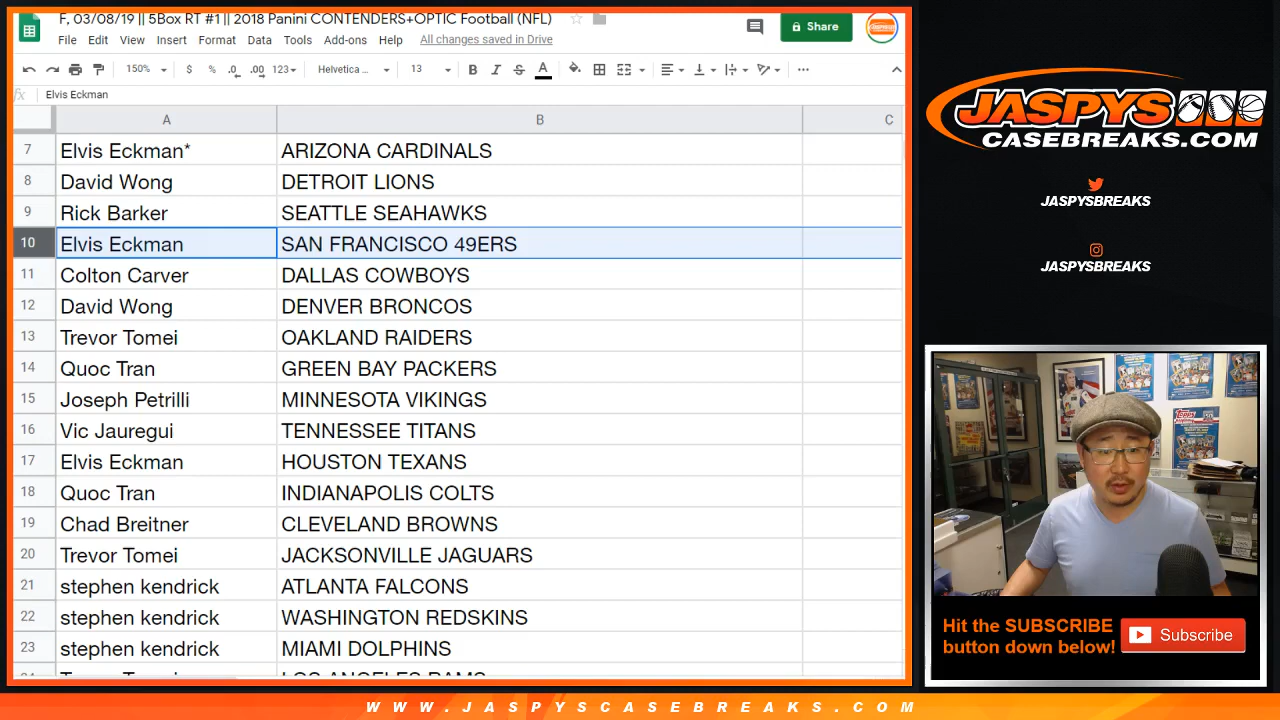 F, 03/08/19 || 5Box RT #1 || 2018 Panini CONTENDERS+OPTIC Football (NFL)
Share
File Edit View Insert Format Data Tools Add-ons Help All changes saved in Drive
150% $ % .0 .00 123 Helvetica ... 13 B I S A
fx Elvis Eckman
A B C
7 Elvis Eckman* ARIZONA CARDINALS
8 David Wong DETROIT LIONS
9 Rick Barker SEATTLE SEAHAWKS
10 Elvis Eckman SAN FRANCISCO 49ERS
11 Colton Carver DALLAS COWBOYS
12 David Wong DENVER BRONCOS
13 Trevor Tomei OAKLAND RAIDERS
14 Quoc Tran GREEN BAY PACKERS
15 Joseph Petrilli MINNESOTA VIKINGS
16 Vic Jauregui TENNESSEE TITANS
17 Elvis Eckman HOUSTON TEXANS
18 Quoc Tran INDIANAPOLIS COLTS
19 Chad Breitner CLEVELAND BROWNS
20 Trevor Tomei JACKSONVILLE JAGUARS
21 stephen kendrick ATLANTA FALCONS
22 stephen kendrick WASHINGTON REDSKINS
23 stephen kendrick MIAMI DOLPHINS
JASPYS
CASEBREAKS.COM
JASPYSBREAKS
JASPYSBREAKS
Topps
Hit the SUBSCRIBE
button down below!
Subscribe
WWW.JASPYSCASEBREAKS.COM